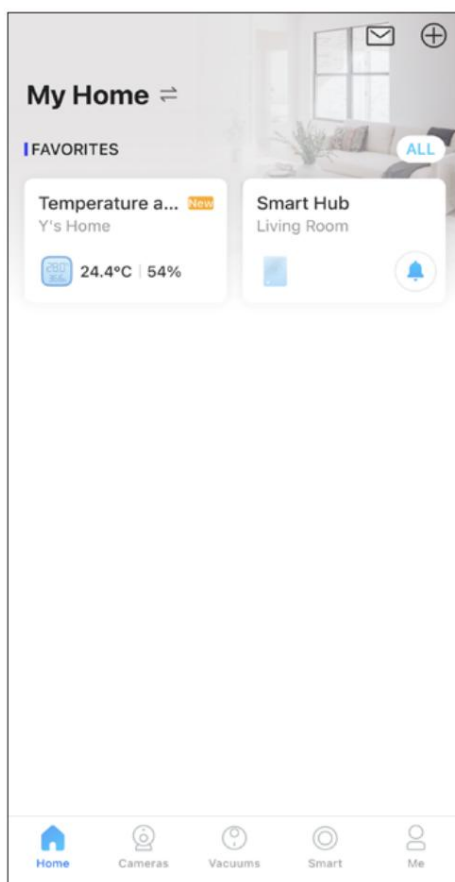 My Home
FAVORITES
ALL
Temperature a... New
Y's Home
24.4°C | 54%
Smart Hub
Living Room
Home
Cameras
Vacuums
Smart
Me